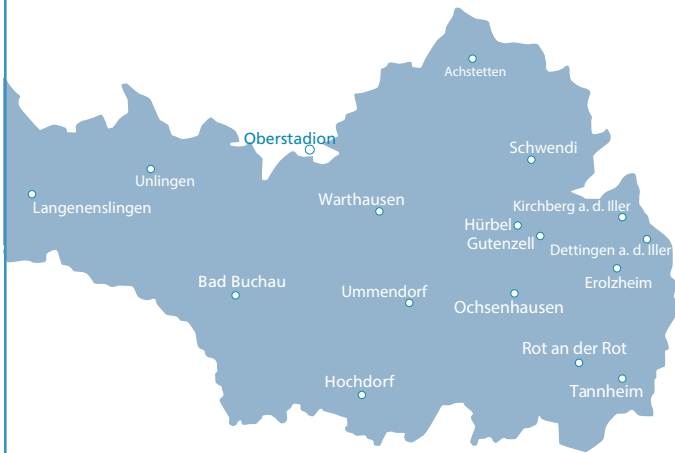 Achstetten
Oberstadion
Schwendi
Unlingen
Langenenslingen
Warthausen
Kirchberg a. d. Iller
Hürbel
Gutenzell
Dettingen a. d. Iller
Bad Buchau
Erolzheim
Ummendorf
Ochsenhausen
Rot an der Rot
Hochdorf
Tannheim